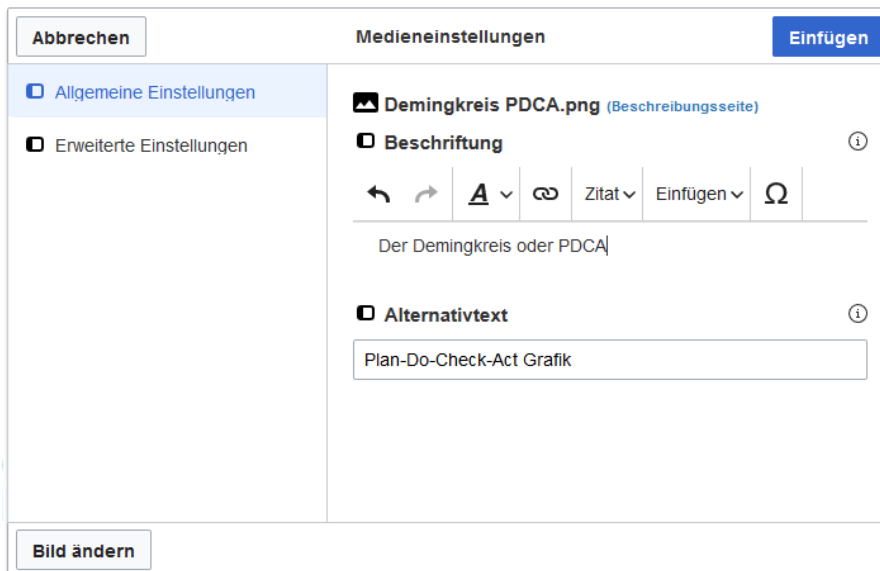 Abbrechen Medieneinstellungen Einfügen
Allgemeine Einstellungen
Erweiterte Einstellungen
Demingkreis PDCA.png (Beschreibungsseite)
Beschriftung
A Zitat Einfügen Ω
Der Demingkreis oder PDCA
Alternativtext
Plan-Do-Check-Act Grafik
Bild ändern